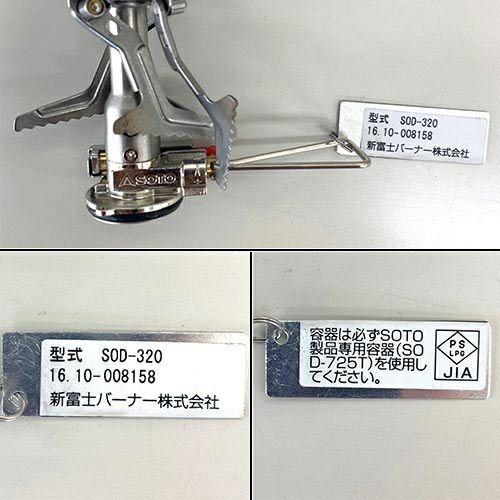 型式 SOD-320
16.10-008158
新富士バーナー株式会社
SOTO
型式 SOD-320
16.10-008158
新富士バーナー株式会社
容器は必ずSOTO
製品専用容器(SO
D-725T)を使用し
てください。
PS
LPG
JIA